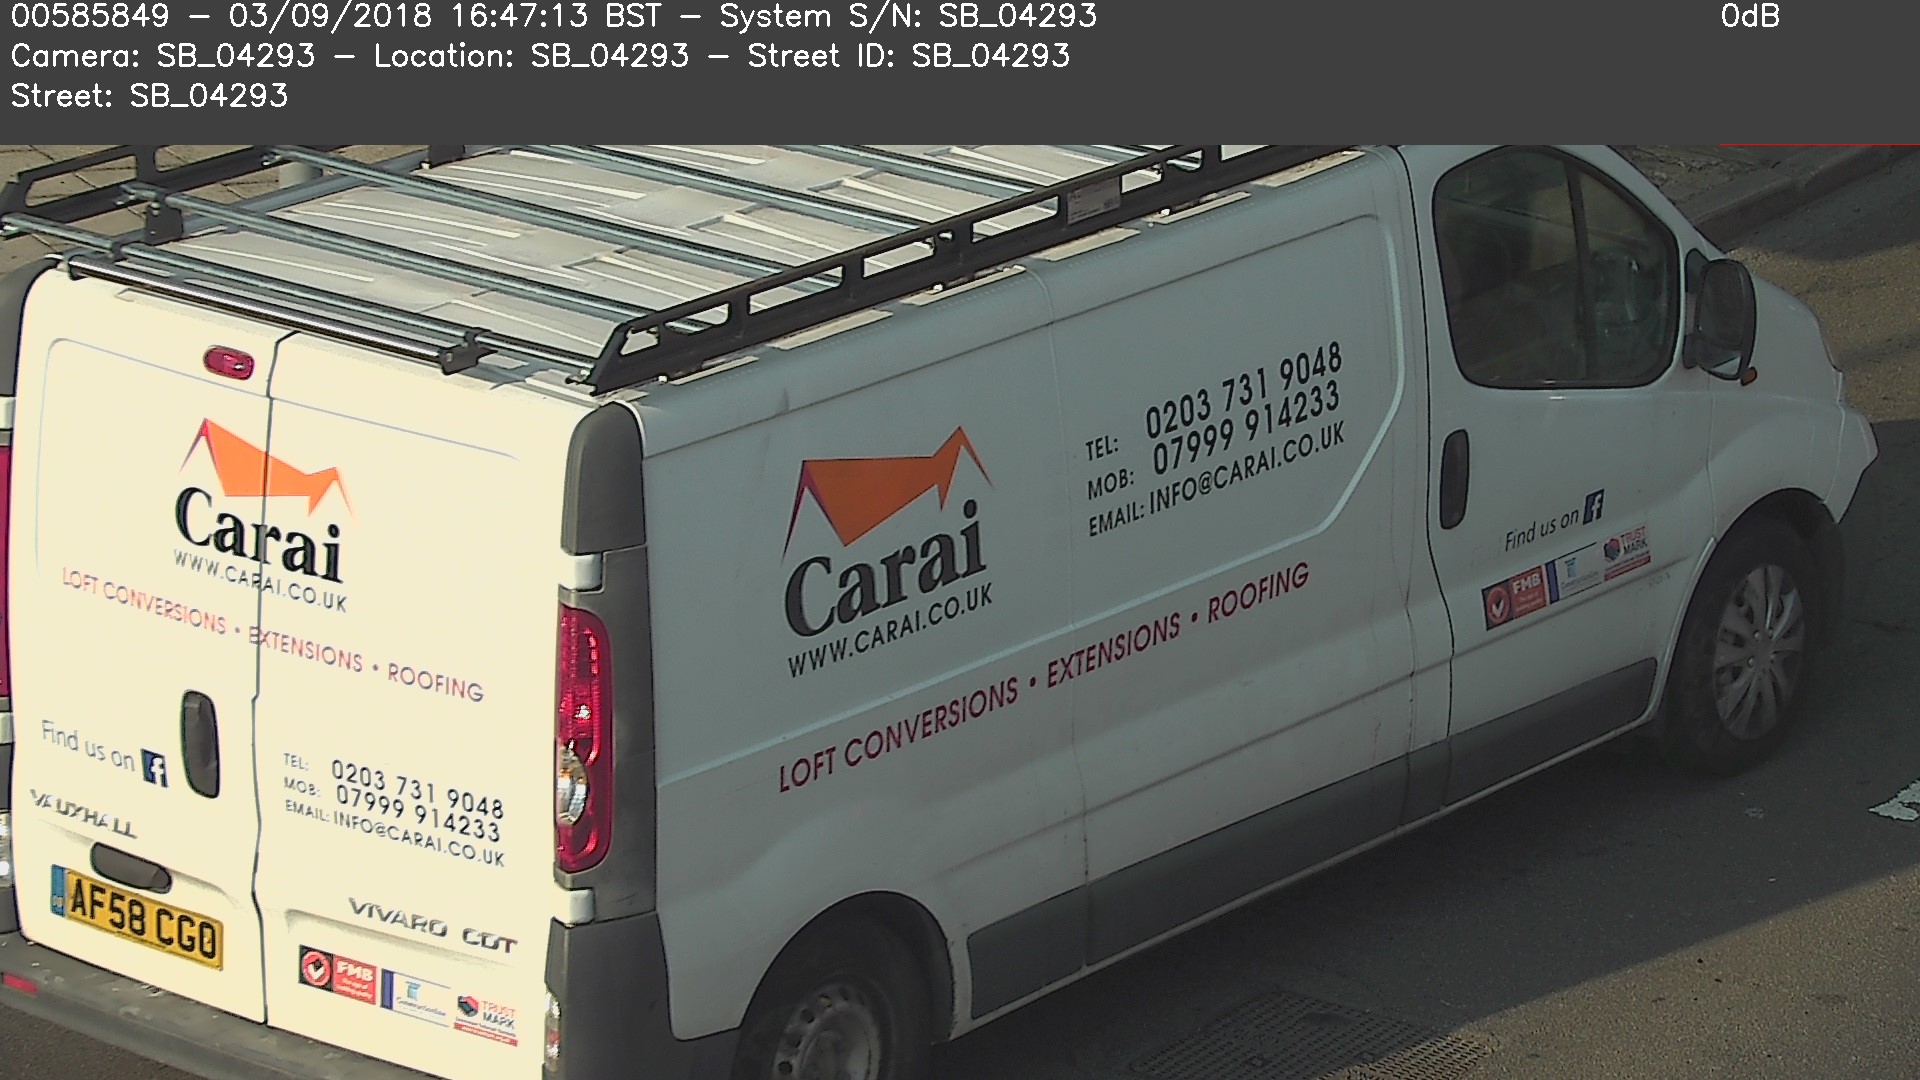 00585849 - 03/09/2018 16:47:13 BST - System S/N: SB_04293
0dB
Camera: SB_04293 - Location: SB_04293 - Street ID: SB_04293
Street: SB_04293
Carai
WWW.CARAI.CO.UK
LOFT CONVERSIONS • EXTENSIONS • ROOFING
Find us on f
VAUXHALL
TEL: 0203 731 9048
MOB: 07999 914233
EMAIL: INFO@CARAI.CO.UK
AF58 CGO
VIVARO CDT
FMB
TRUST
MARK
Carai
WWW.CARAI.CO.UK
LOFT CONVERSIONS • EXTENSIONS • ROOFING
TEL: 0203 731 9048
MOB: 07999 914233
EMAIL: INFO@CARAI.CO.UK
Find us on f
FMB
TRUST
MARK